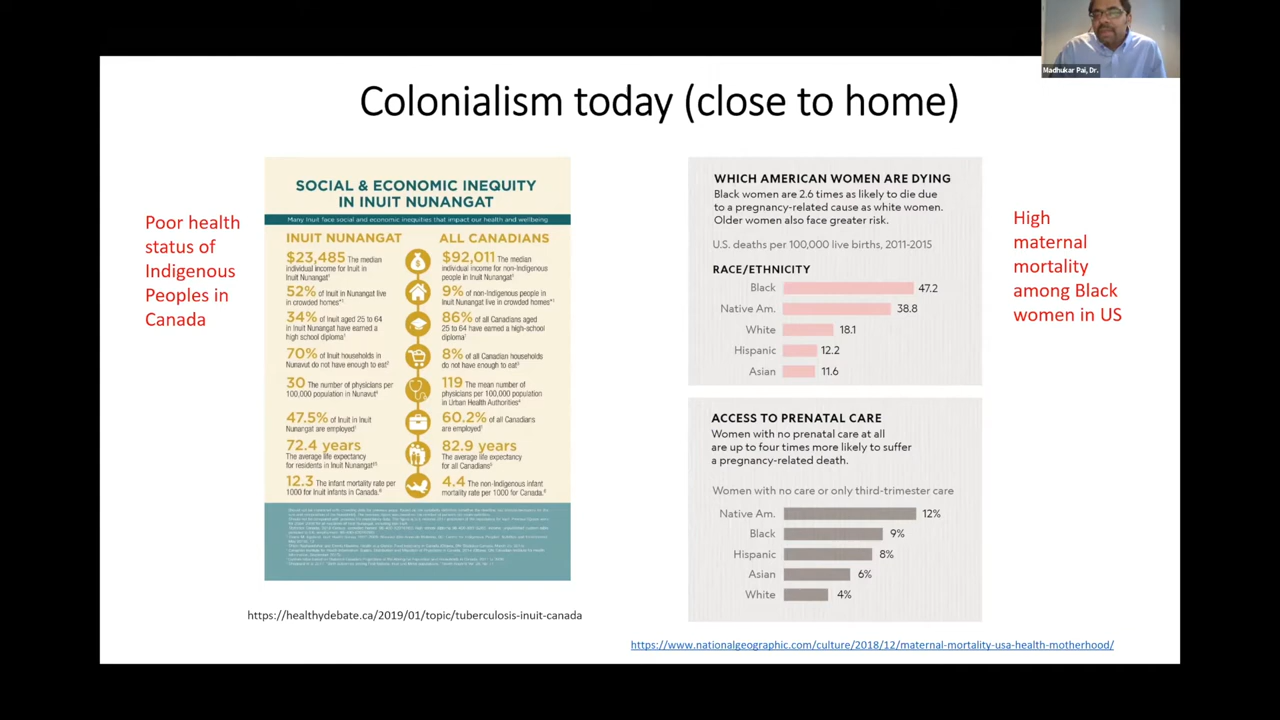 Madhukar Pai, Dr.
Colonialism today (close to home)
Poor health
status of
Indigenous
Peoples in
Canada
SOCIAL & ECONOMIC INEQUITY
IN INUIT NUNANGAT
Many Inuit face social and economic inequities that impact our health and wellbeing
INUIT NUNANGAT
ALL CANADIANS
$23,485 The median
individual income for Inuit in
Inuit Nunangat
$92,011 The median
individual income for non-Indigenous
people in Inuit Nunangat
52% of Inuit in Inuit Nunangat live
in crowded homes*
9% of non-Indigenous people in
Inuit Nunangat live in crowded homes*
34% of Inuit aged 25 to 64
in Inuit Nunangat have earned a
high school diploma
86% of all Canadians aged
25 to 64 have earned a high-school
diploma
70% of Inuit households in
Nunavut do not have enough to eat
8% of all Canadian households
do not have enough to eat
30 The number of physicians per
100,000 population in Nunavut
119 The mean number of
physicians per 100,000 population
in Urban Health Authorities
47.5% of Inuit in Inuit
Nunangat are employed
60.2% of all Canadians
are employed
72.4 years
The average life expectancy
for residents in Inuit Nunangat
82.9 years
The average life expectancy
for all Canadians
12.3 The infant mortality rate per
1000 for Inuit infants in Canada.
4.4 The non-Indigenous infant
mortality rate per 1000 for Canada.
https://healthydebate.ca/2019/01/topic/tuberculosis-inuit-canada
WHICH AMERICAN WOMEN ARE DYING
Black women are 2.6 times as likely to die due
to a pregnancy-related cause as white women.
Older women also face greater risk.
U.S. deaths per 100,000 live births, 2011-2015
RACE/ETHNICITY
Black 47.2
Native Am. 38.8
White 18.1
Hispanic 12.2
Asian 11.6
ACCESS TO PRENATAL CARE
Women with no prenatal care at all
are up to four times more likely to suffer
a pregnancy-related death.
Women with no care or only third-trimester care
Native Am. 12%
Black 9%
Hispanic 8%
Asian 6%
White 4%
https://www.nationalgeographic.com/culture/2018/12/maternal-mortality-usa-health-motherhood/
High
maternal
mortality
among Black
women in US